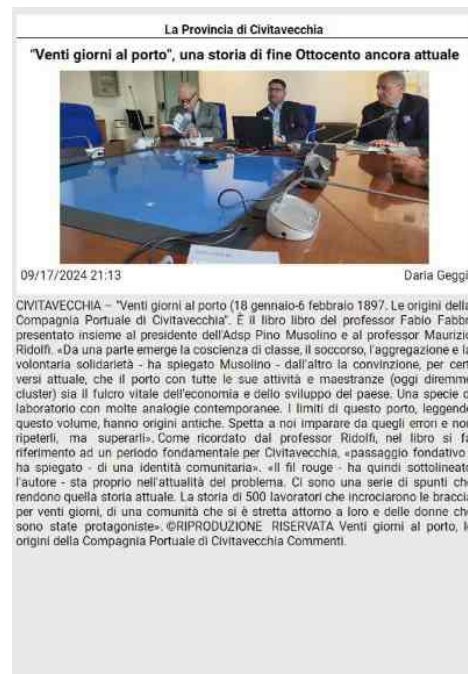 La Provincia di Civitavecchia
"Venti giorni al porto", una storia di fine Ottocento ancora attuale
09/17/2024 21:13
Daria Geggi
CIVITAVECCHIA – "Venti giorni al porto (18 gennaio-6 febbraio 1897. Le origini della
Compagnia Portuale di Civitavecchia". È il libro libro del professor Fabio Fabbri
presentato insieme al presidente dell'Adsp Pino Musolino e al professor Maurizio
Ridolfi. «Da una parte emerge la coscienza di classe, il soccorso, l'aggregazione e la
volontaria solidarietà - ha spiegato Musolino - dall'altro la convinzione, per certi
versi attuale, che il porto con tutte le sue attività e maestranze (oggi diremmo
cluster) sia il fulcro vitale dell'economia e dello sviluppo del paese. Una specie di
laboratorio con molte analogie contemporanee. I limiti di questo porto, leggendo
questo volume, hanno origini antiche. Spetta a noi imparare da quegli errori e non
ripeterli, ma superarli». Come ricordato dal professor Ridolfi, nel libro si fa
riferimento ad un periodo fondamentale per Civitavecchia, «passaggio fondativo -
ha spiegato - di una identità comunitaria». «Il fil rouge - ha quindi sottolineato
l'autore - sta proprio nell'attualità del problema. Ci sono una serie di spunti che
rendono quella storia attuale. La storia di 500 lavoratori che incrociarono le braccia
per venti giorni, di una comunità che si è stretta attorno a loro e delle donne che
sono state protagoniste». ©RIPRODUZIONE RISERVATA Venti giorni al porto, le
origini della Compagnia Portuale di Civitavecchia Commenti.